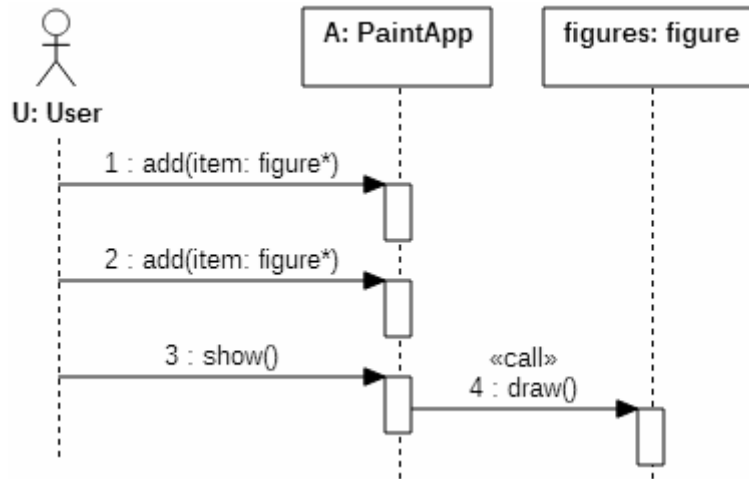 A: PaintApp
figures: figure
U: User
1 : add(item: figure*)
2 : add(item: figure*)
3 : show()
«call»
4 : draw()